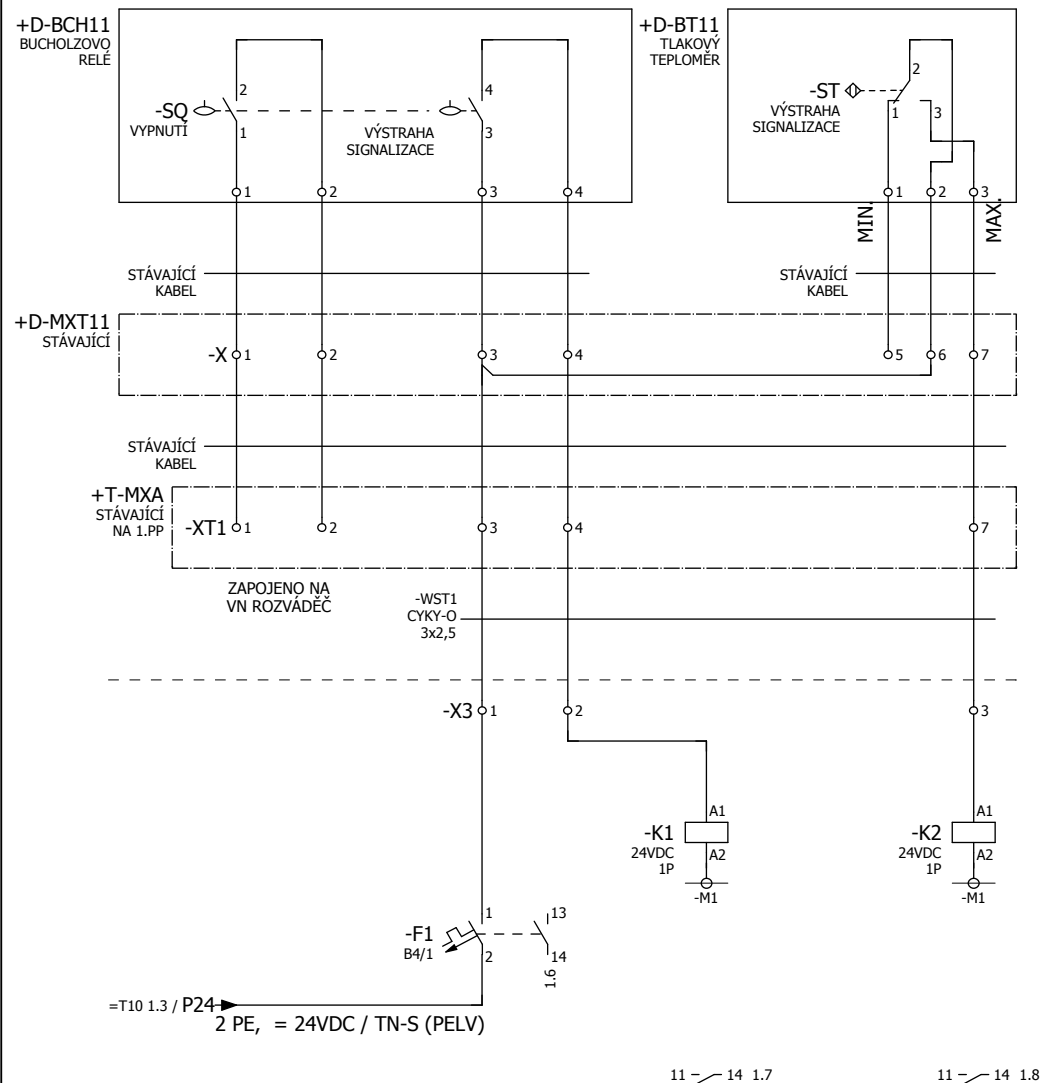 +D-BCH11
BUCHOLZOVO
RELÉ
-SQ
VYPNUTÍ
2
1
VÝSTRAHA
SIGNALIZACE
4
3
1
2
3
4
+D-BT11
TLAKOVÝ
TEPLOMĚR
-ST
VÝSTRAHA
SIGNALIZACE
2
1
3
1
2
3
MIN.
MAX.
STÁVAJÍCÍ
KABEL
STÁVAJÍCÍ
KABEL
+D-MXT11
STÁVAJÍCÍ
-X
1
2
3
4
5
6
7
STÁVAJÍCÍ
KABEL
+T-MXA
STÁVAJÍCÍ
NA 1.PP
-XT1
1
2
3
4
7
ZAPOJENO NA
VN ROZVÁDĚČ
-WST1
CYKY-O
3x2,5
-X3
1
2
3
-K1
24VDC
1P
A1
A2
-M1
-K2
24VDC
1P
A1
A2
-M1
-F1
B4/1
1
2
13
14
1.6
=T10 1.3 / P24
2 PE, = 24VDC / TN-S (PELV)
11
14 1.7
11
14 1.8